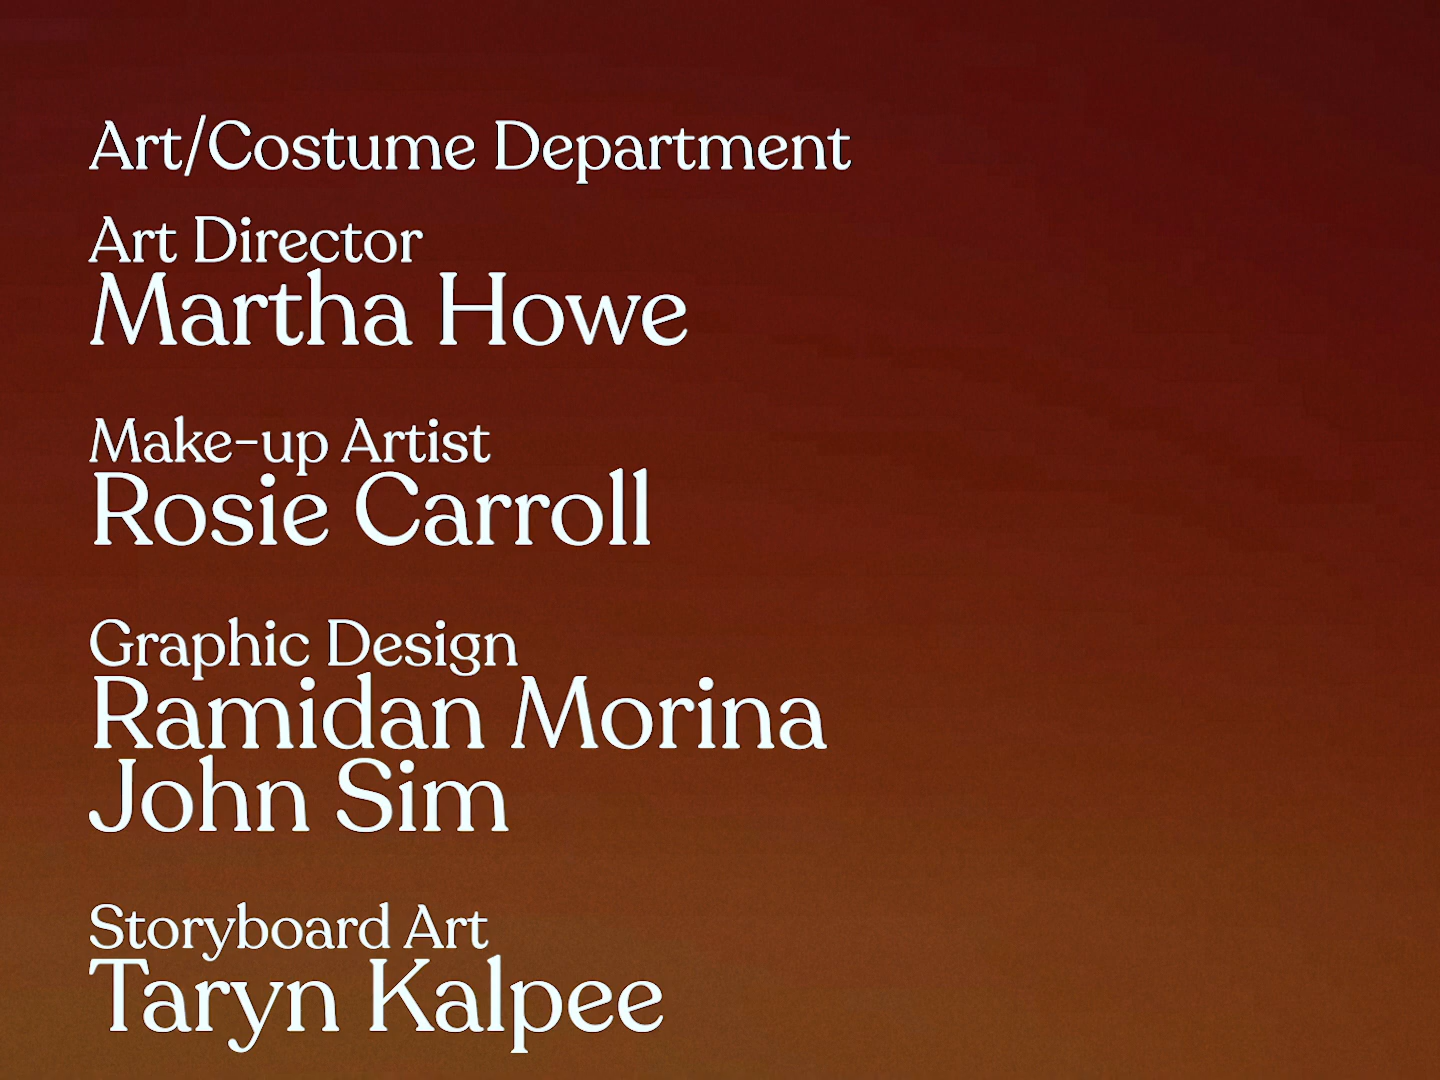 Art/Costume Department
Art Director
Martha Howe
Make-up Artist
Rosie Carroll
Graphic Design
Ramidan Morina
John Sim
Storyboard Art
Taryn Kalpee